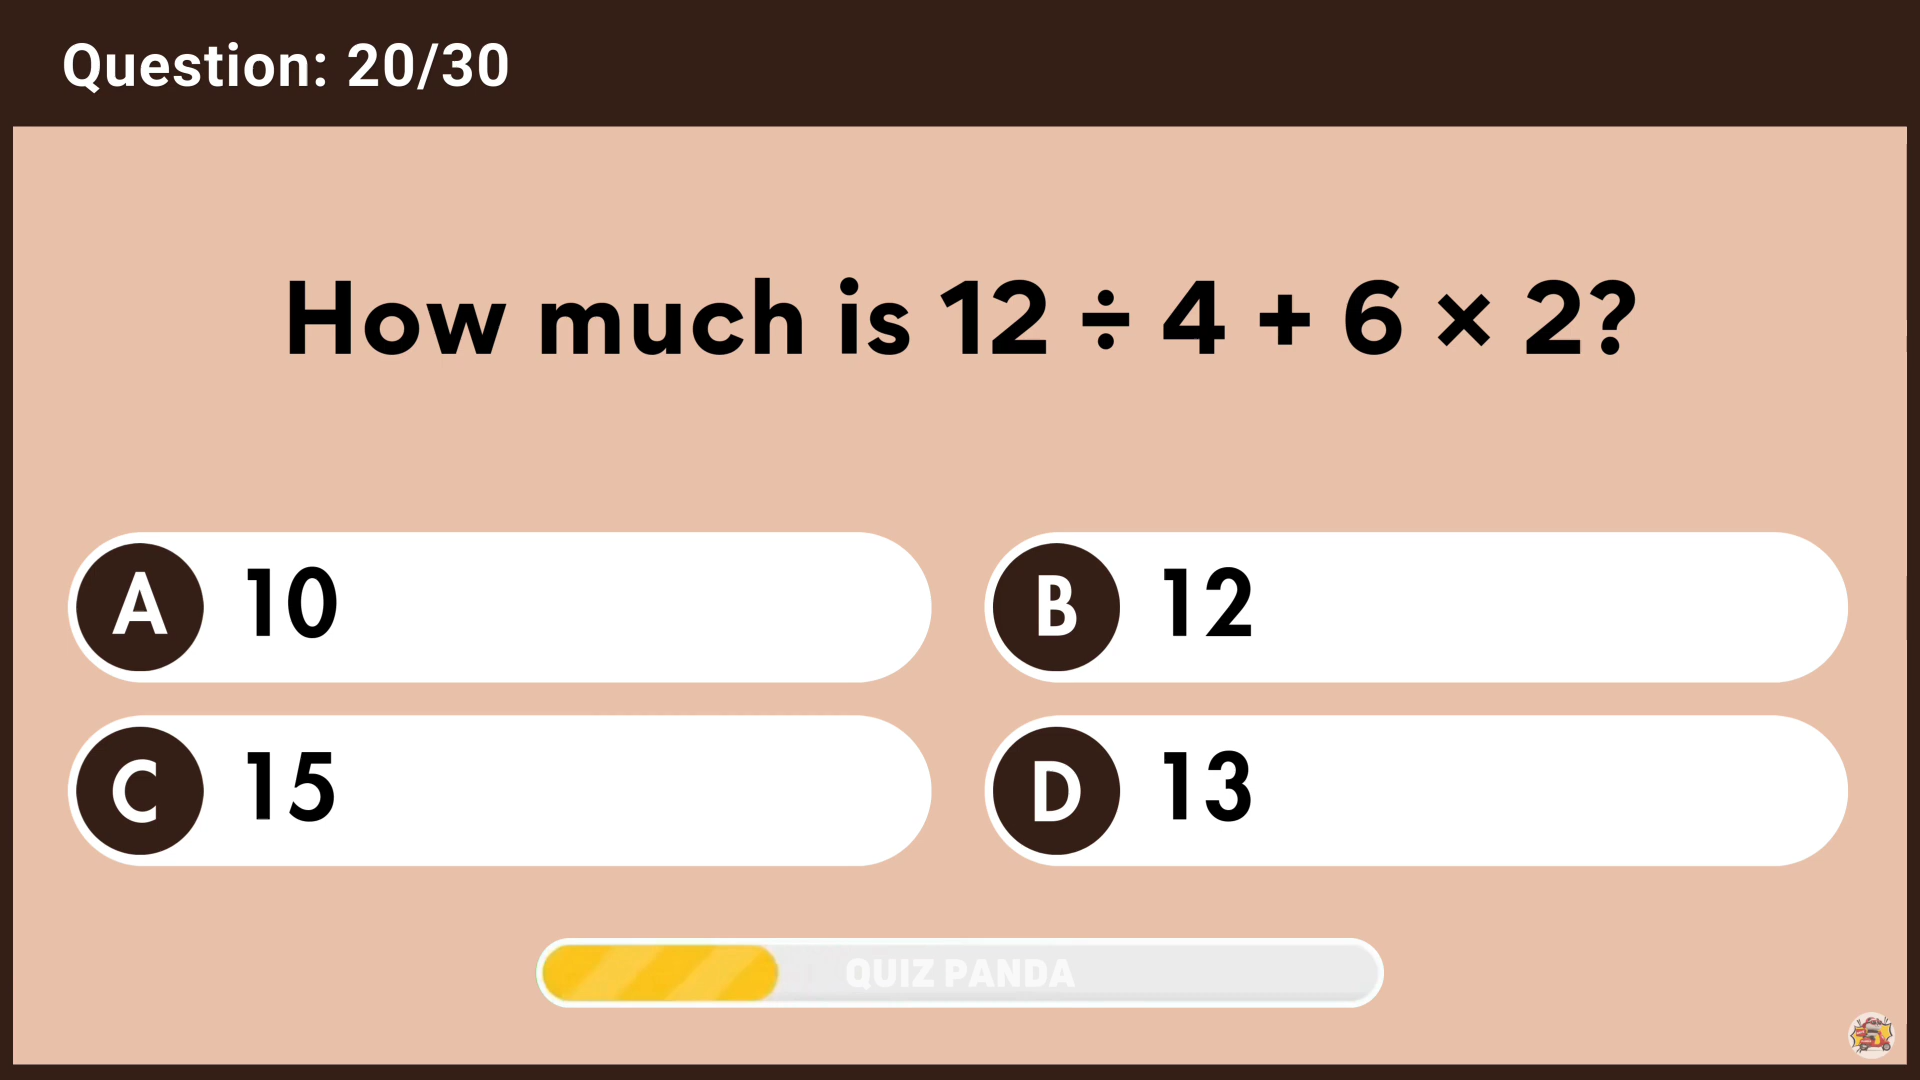 Question: 20/30
How much is 12 ÷ 4 + 6 × 2?
A 10
B 12
C 15
D 13
QUIZ PANDA